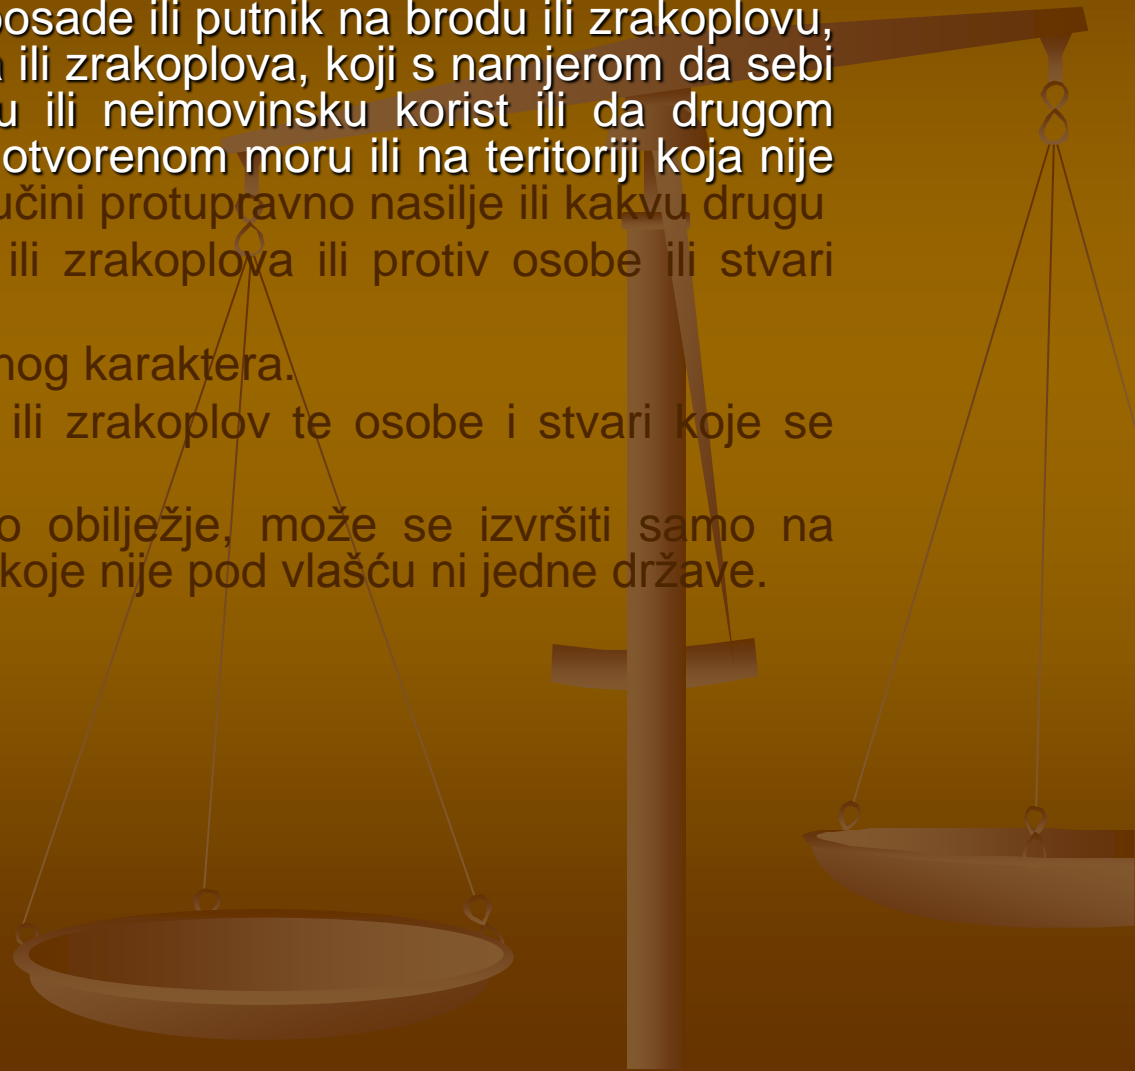 posade ili putnik na brodu ili zrakoplovu,
ili zrakoplova, koji s namjerom da sebi
ili neimovinsku korist ili da drugom
otvorenom moru ili na teritoriji koja nije
učini protupravno nasilje ili kakvu drugu
ili zrakoplova ili protiv osobe ili stvari
karaktera.
ili zrakoplov te osobe i stvari koje se
obilježje, može se izvršiti samo na
koje nije pod vlašću ni jedne države.